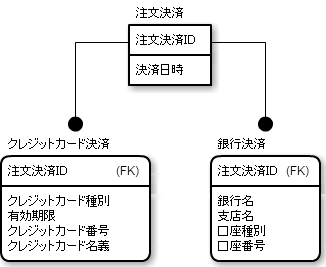 注文決済
注文決済ID
決済日時
クレジットカード決済
注文決済ID (FK)
クレジットカード種別
有効期限
クレジットカード番号
クレジットカード名義
銀行決済
注文決済ID (FK)
銀行名
支店名
口座種別
口座番号